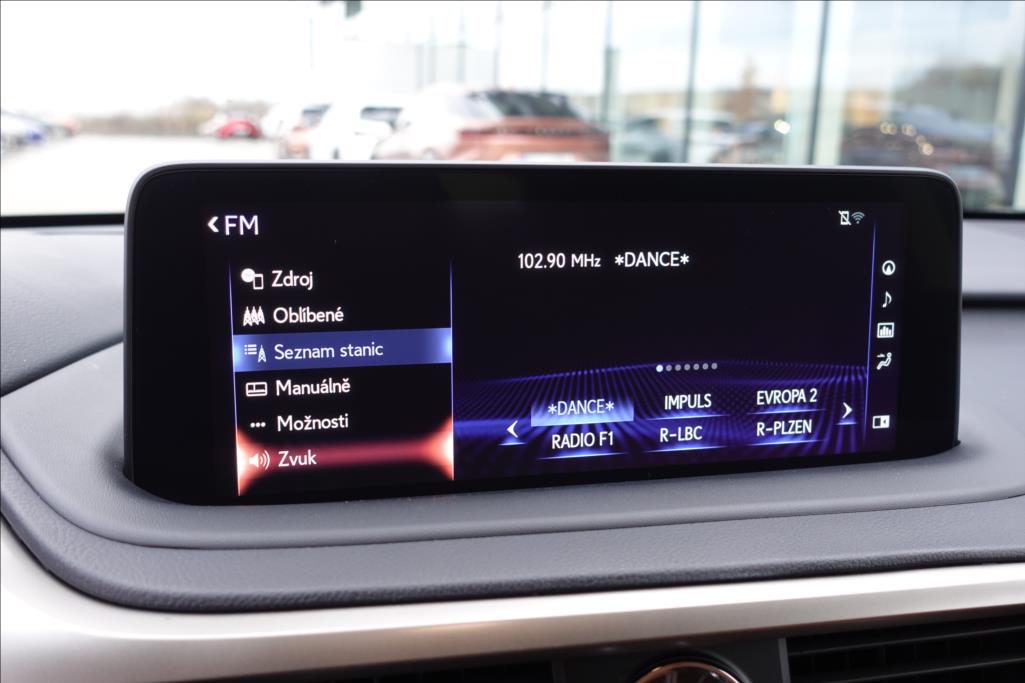 FM
Zdroj
Oblíbené
Seznam stanic
Manuálně
Možnosti
Zvuk
102.90 MHz *DANCE*
*DANCE* IMPULS EVROPA 2
RADIO F1 R-LBC R-PLZEN